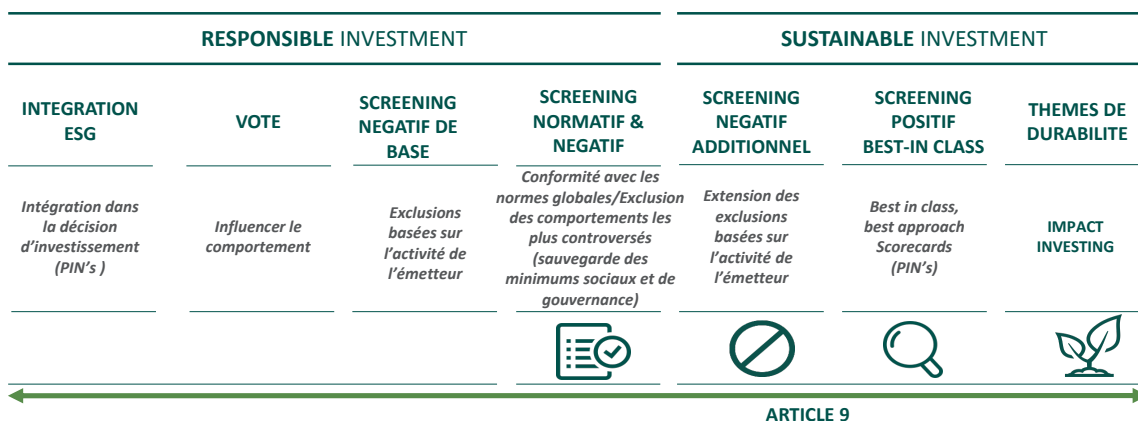 RESPONSIBLE INVESTMENT
SUSTAINABLE INVESTMENT
INTEGRATION
ESG
VOTE
SCREENING
NEGATIF DE
BASE
SCREENING
NORMATIF &
NEGATIF
SCREENING
NEGATIF
ADDITIONNEL
SCREENING
POSITIF
BEST-IN CLASS
THEMES DE
DURABILITE
Intégration dans
la décision
d’investissement
(PIN’s )
Influencer le
comportement
Exclusions
basées sur
l’activité de
l’émetteur
Conformité avec les
normes globales/Exclusion
des comportements les
plus controversés
(sauvegarde des
minimums sociaux et de
gouvernance)
Extension des
exclusions
basées sur
l’activité de
l’émetteur
Best in class,
best approach
Scorecards
(PIN’s)
IMPACT
INVESTING
ARTICLE 9